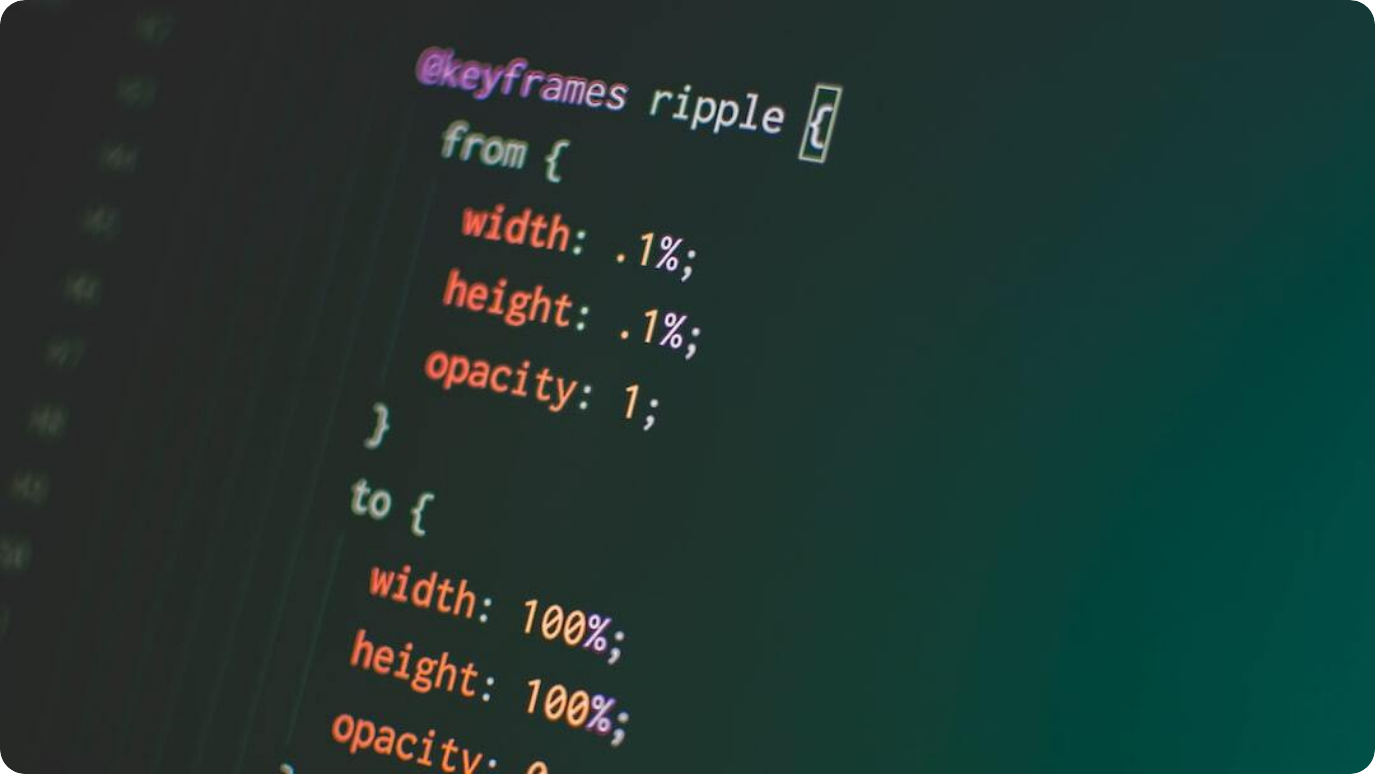 @keyframes ripple {
from {
width: .1%;
height: .1%;
opacity: 1;
}
to {
width: 100%;
height: 100%;
opacity:
}